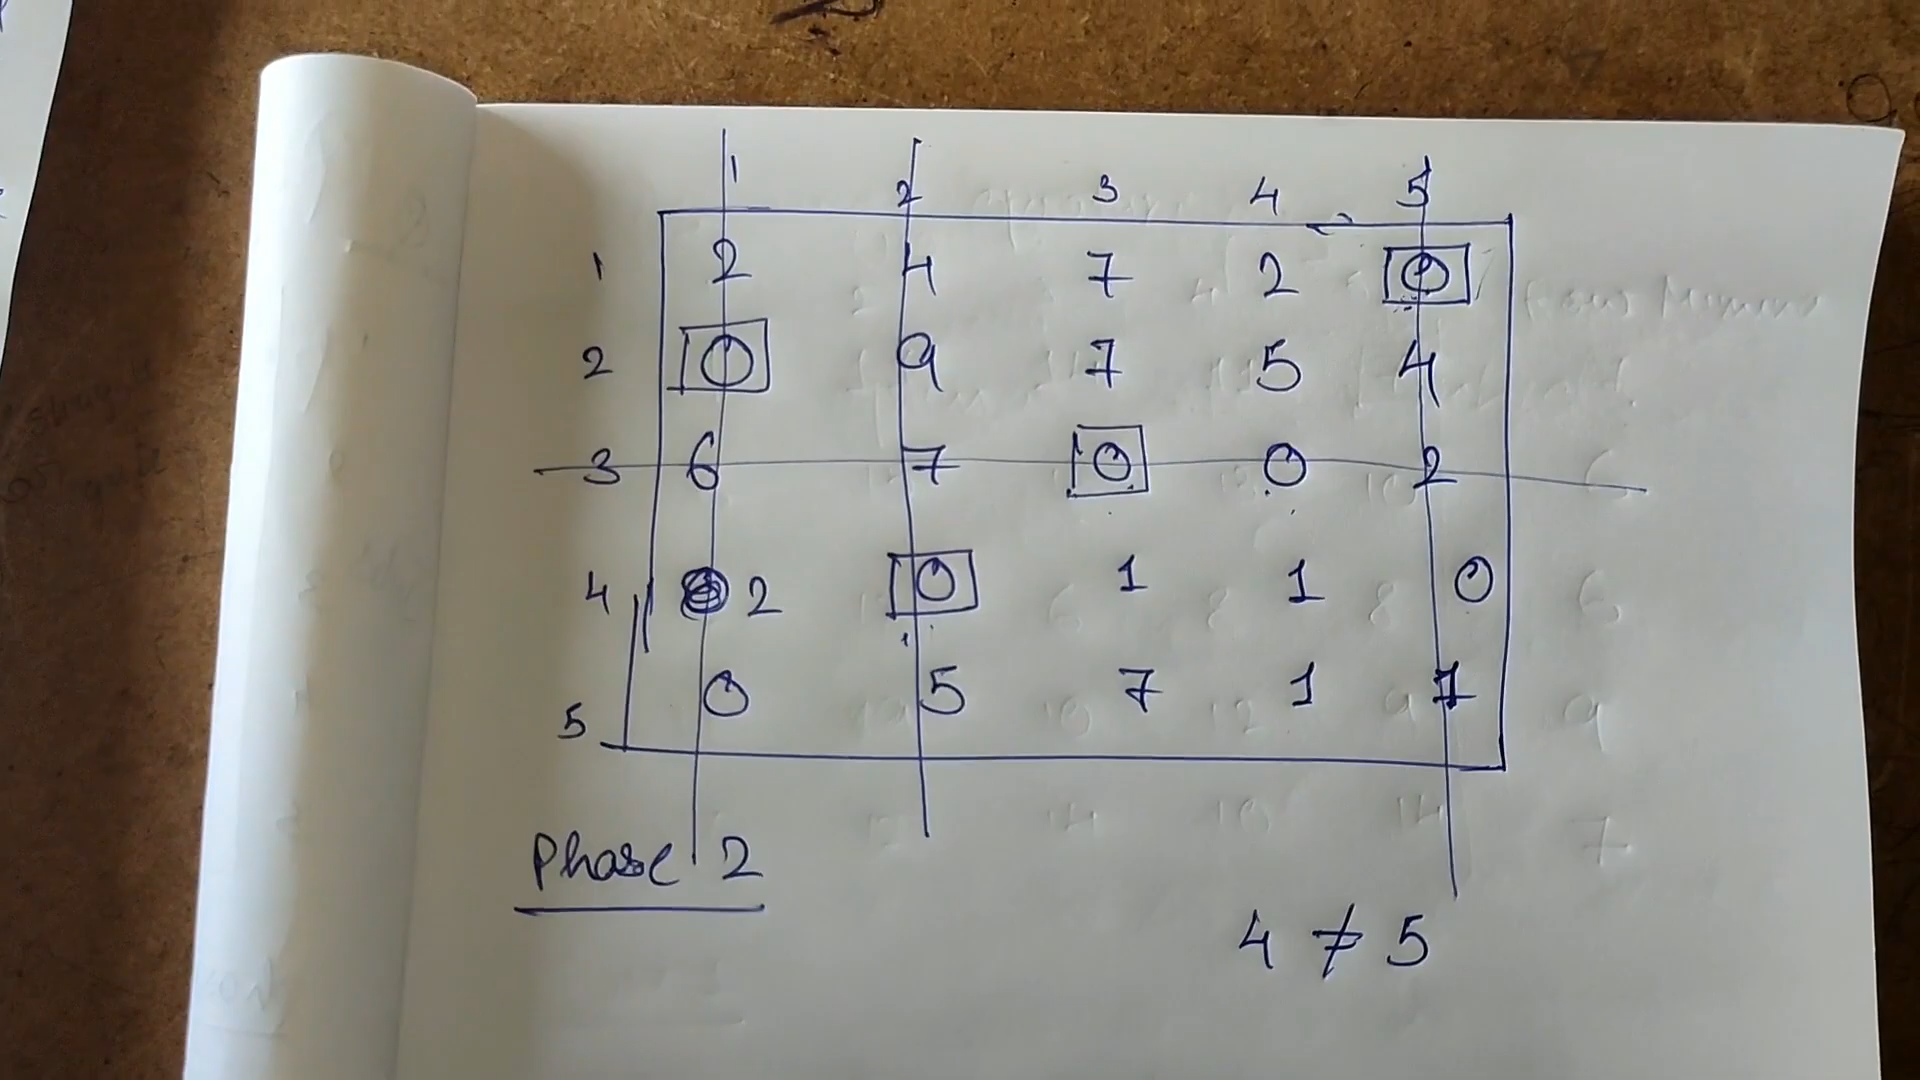 1 2 3 4 5
1 2 4 7 2 0
2 0 9 7 5 4
3 6 7 0 0 2
4 2 0 1 1 0
5 0 5 7 1 7
Phase 2
4 ≠ 5